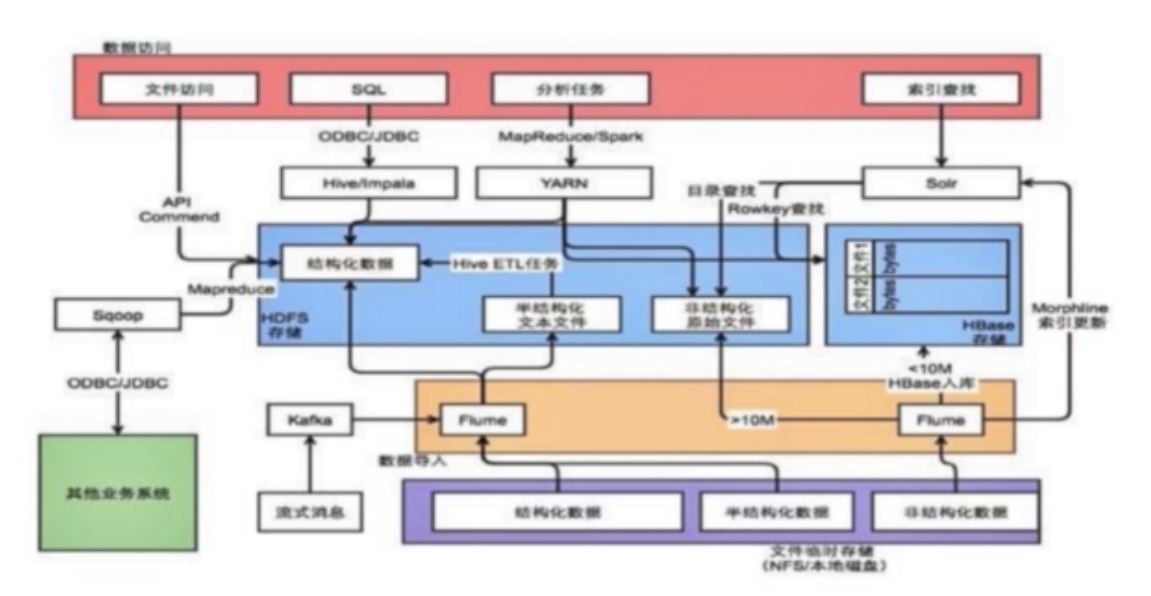 数据访问
文件访问
SQL
分析任务
索引查找
ODBC/JDBC
MapReduce/Spark
Hive/Impala
YARN
Solr
目录查找
Rowkey查找
API
Commend
结构化数据
Hive ETL任务
Mapreduce
Sqoop
HDFS
存储
半结构化
文本文件
非结构化
原始文件
文件1
bytes
文件2
bytes
HBase
存储
Morphline
索引更新
ODBC/JDBC
<10M
HBase入库
Kafka
Flume
>10M
Flume
数据导入
其他业务系统
流式消息
结构化数据
半结构化数据
非结构化数据
文件临时存储
(NFS/本地磁盘)